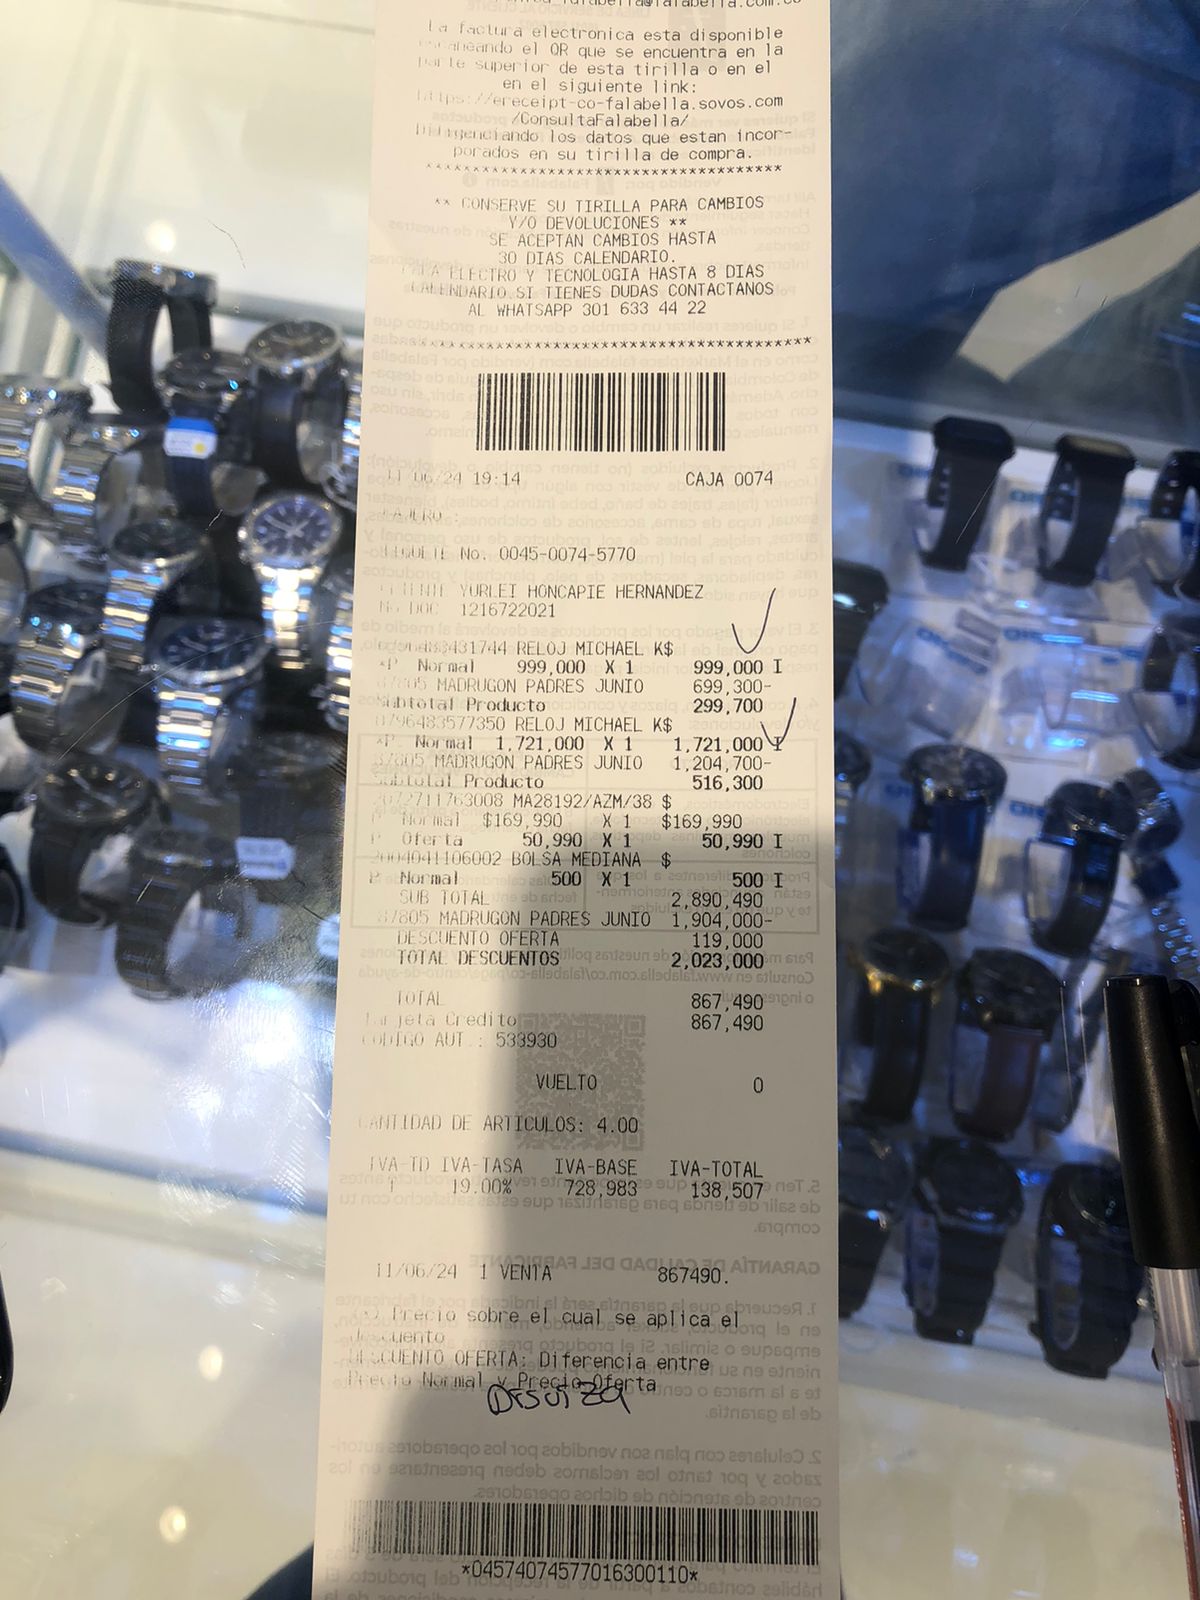 La factura electronica esta disponible
escaneando el QR que se encuentra en la
parte superior de esta tirilla o en el
en el siguiente link:
https://ereceipt-co-falabella.sovos.com
/ConsultaFalabella/
Diligenciando los datos que estan incor-
porados en su tirilla de compra.
****************************************
** CONSERVE SU TIRILLA PARA CAMBIOS
Y/O DEVOLUCIONES **
SE ACEPTAN CAMBIOS HASTA
30 DIAS CALENDARIO.
PARA ELECTRO Y TECNOLOGIA HASTA 8 DIAS
CALENDARIO.SI TIENES DUDAS CONTACTANOS
AL WHATSAPP 301 633 44 22
****************************************
11/06/24 19:14 CAJA 0074
CAJERO :
TIQUETE No. 0045-0074-5770
CLIENTE YURLEI HONCAPIE HERNANDEZ
No DOC 1216722021
483431744 RELOJ MICHAEL K$
*P Normal 999,000 X 1 999,000 I
87805 MADRUGON PADRES JUNIO 699,300-
Subtotal Producto 299,700
0796483577350 RELOJ MICHAEL K$
*P Normal 1,721,000 X 1 1,721,000 I
87805 MADRUGON PADRES JUNIO 1,204,700-
Subtotal Producto 516,300
2072711763008 MA28192/AZM/38 $
P Normal $169,990 X 1 $169,990
P Oferta 50,990 X 1 50,990 I
2004041106002 BOLSA MEDIANA $
P Normal 500 X 1 500 I
SUB TOTAL 2,890,490
87805 MADRUGON PADRES JUNIO 1,904,000-
DESCUENTO OFERTA 119,000
TOTAL DESCUENTOS 2,023,000
TOTAL 867,490
Tarjeta Credito 867,490
CODIGO AUT.: 533930
VUELTO 0
CANTIDAD DE ARTICULOS: 4.00
IVA-TD IVA-TASA IVA-BASE IVA-TOTAL
I 19.00% 728,983 138,507
11/06/24 1 VENTA 867490.
Precio sobre el cual se aplica el
descuento
DESCUENTO OFERTA: Diferencia entre
Precio Normal y Precio Oferta
*04574074577016300110*